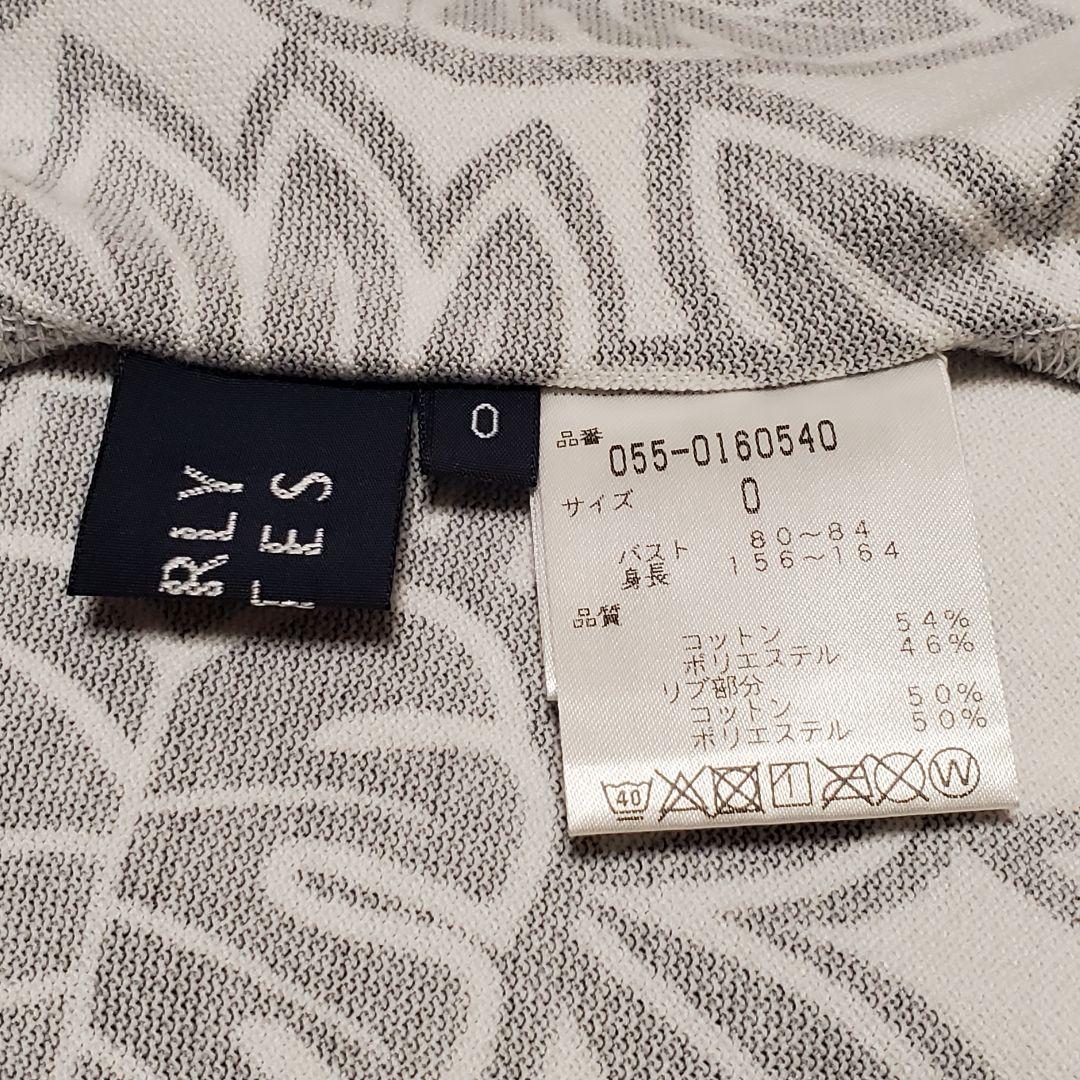 RLY
TES
0
品番 055-0160540
サイズ 0
バスト 80～84
身長 156～164
品質
コットン 54%
ポリエステル 46%
リブ部分
コットン 50%
ポリエステル 50%
40 W